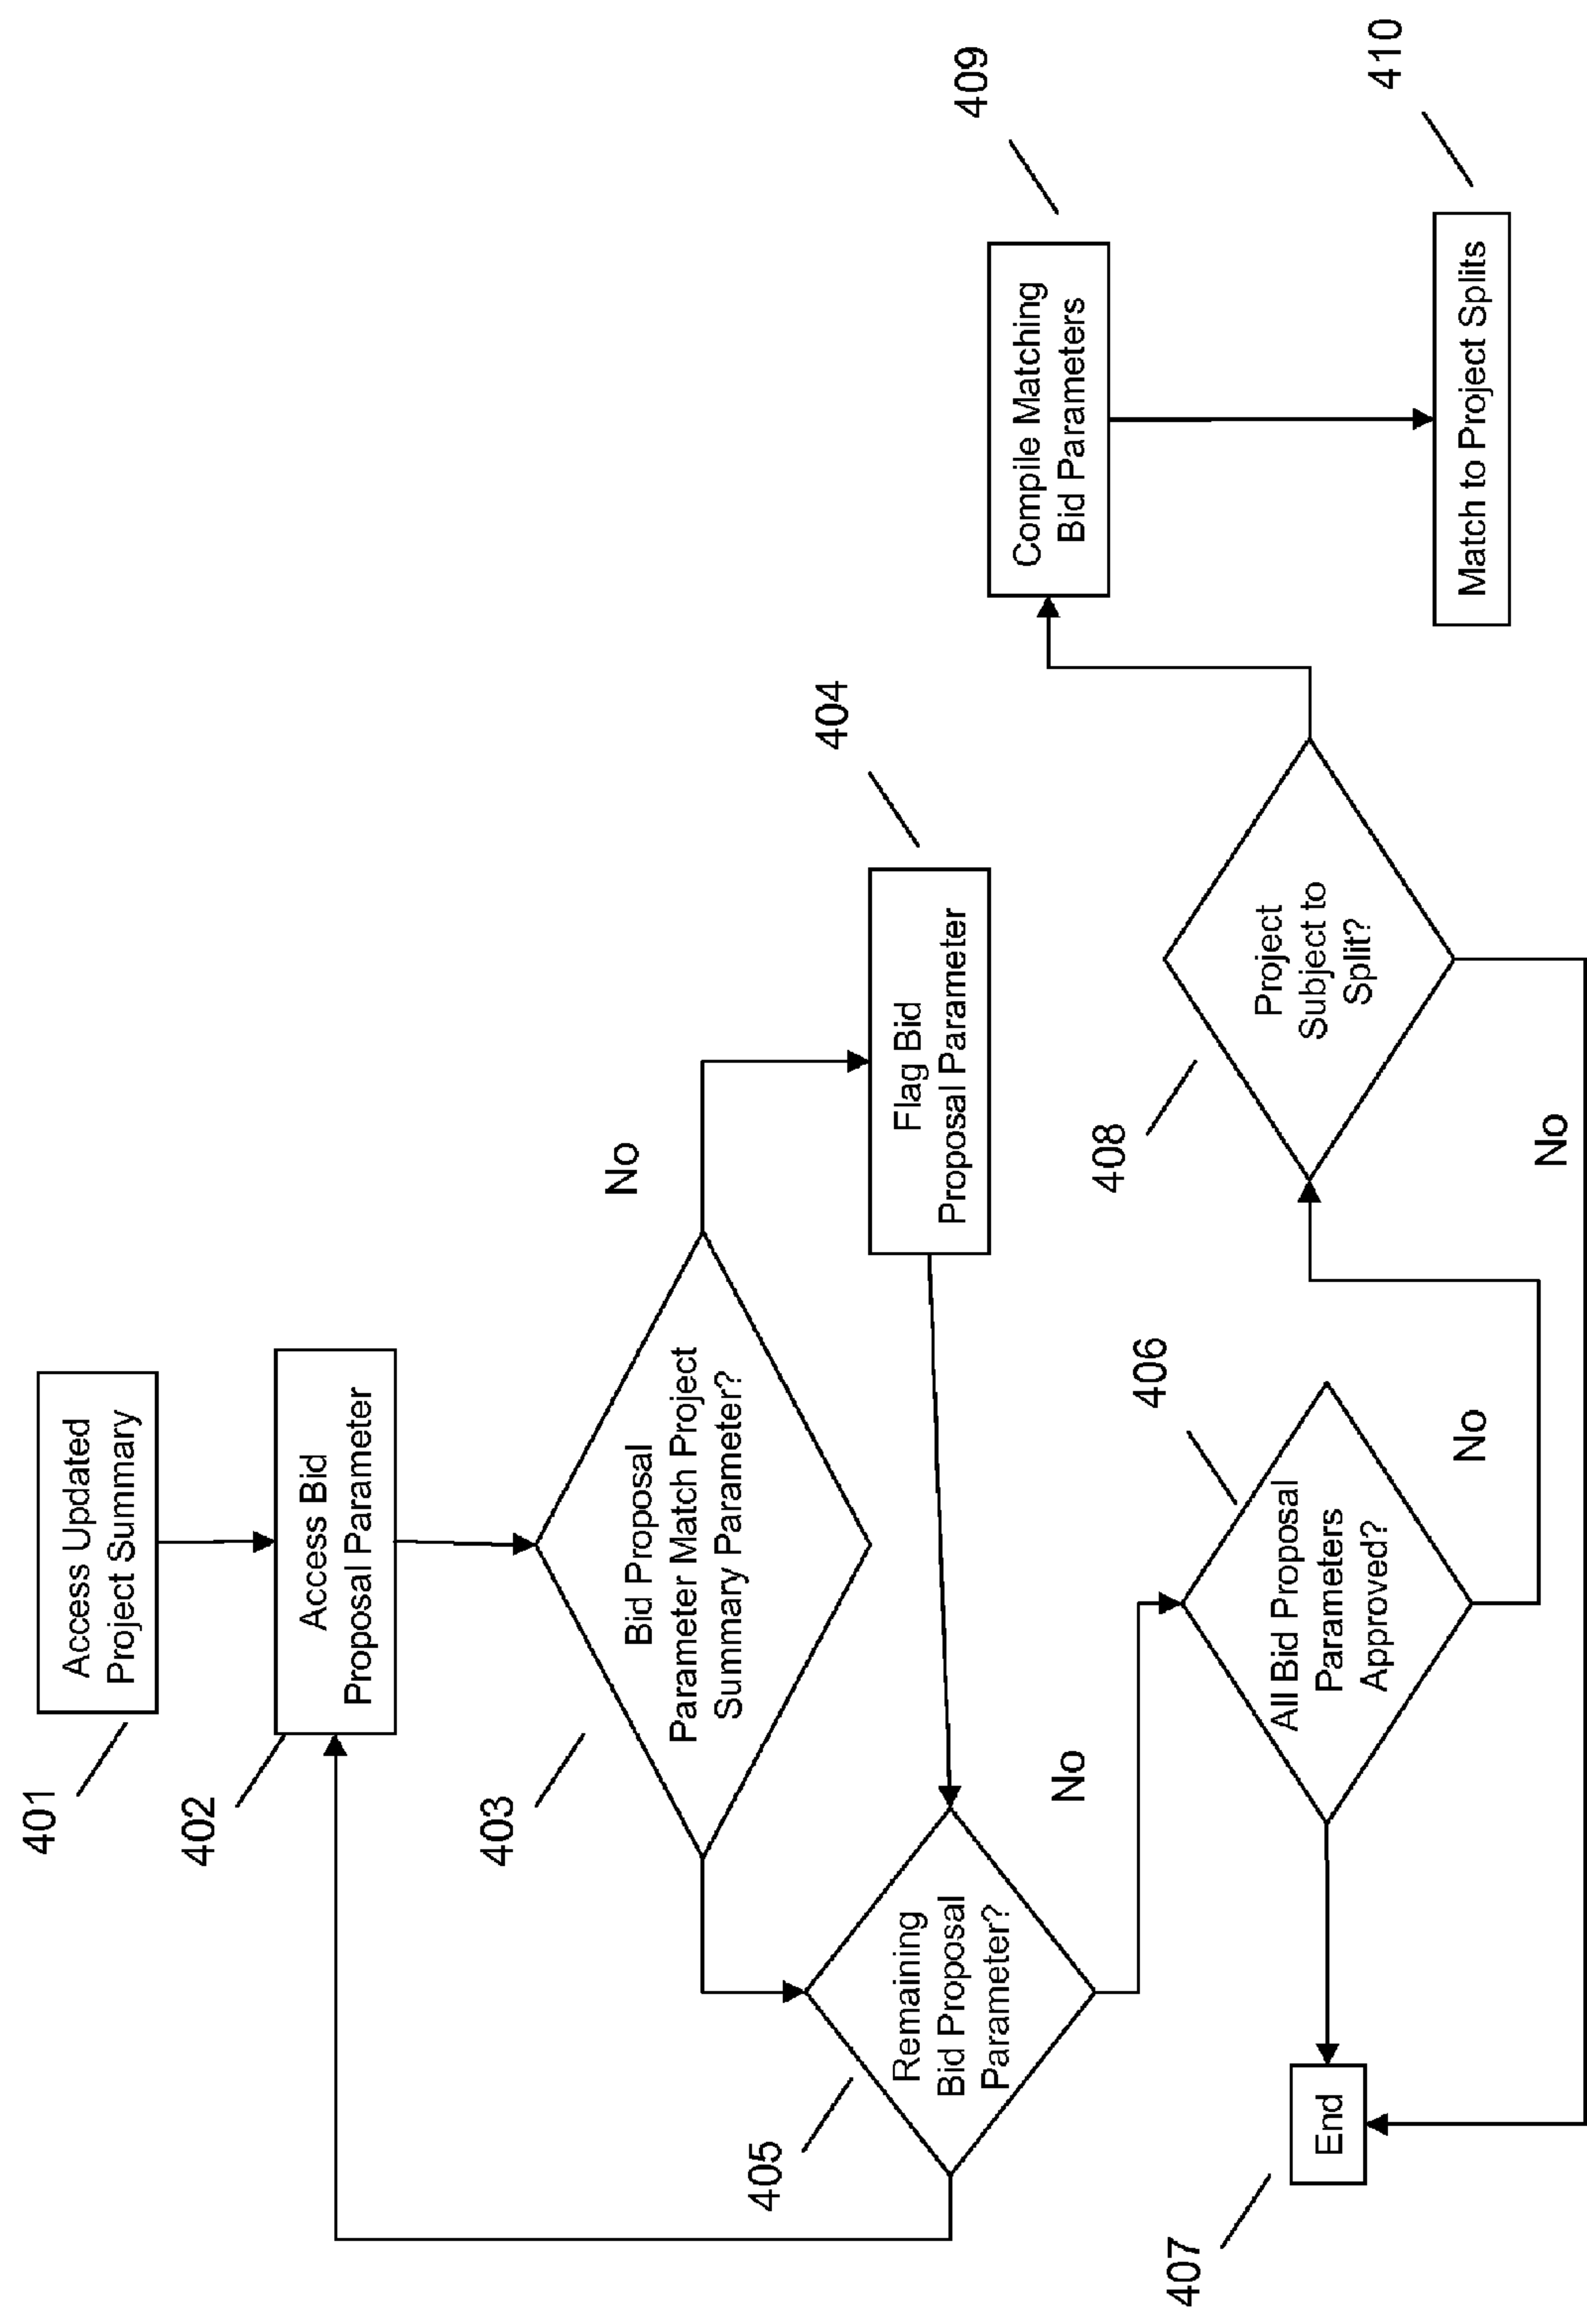 401
Access Updated
Project Summary
402
Access Bid
Proposal Parameter
403
Bid Proposal
Parameter Match Project
Summary Parameter?
No
404
Flag Bid
Proposal Parameter
405
Remaining
Bid Proposal
Parameter?
No
406
All Bid Proposal
Parameters
Approved?
No
407
End
408
Project
Subject to
Split?
No
409
Compile Matching
Bid Parameters
410
Match to Project Splits